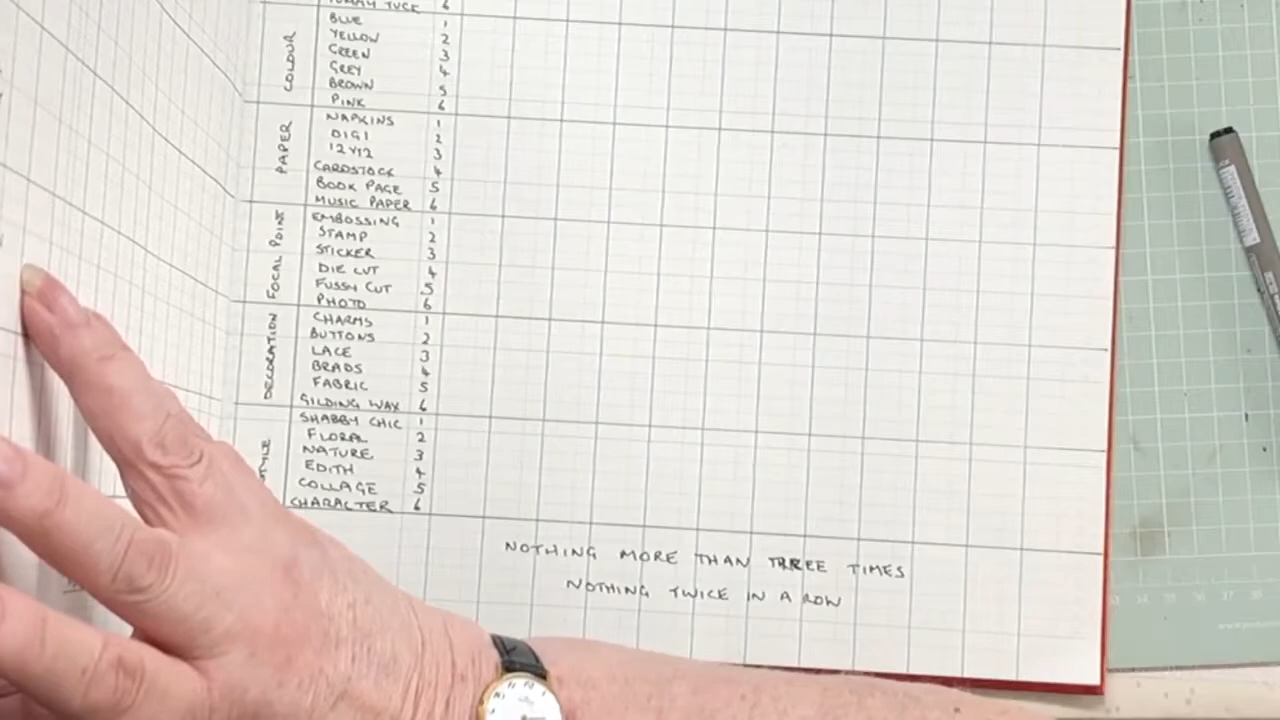 TUCK 6
COLOUR
BLUE 1
YELLOW 2
GREEN 3
GREY 4
BROWN 5
PINK 6
PAPER
NAPKINS 1
DIGI 2
12x12 3
CARDSTOCK 4
BOOK PAGE 5
MUSIC PAPER 6
FOCAL POINT
EMBOSSING 1
STAMP 2
STICKER 3
DIE CUT 4
FUSSY CUT 5
PHOTO 6
DECORATION
CHARMS 1
BUTTONS 2
LACE 3
BRADS 4
FABRIC 5
GILDING WAX 6
SHABBY CHIC 1
FLORAL 2
NATURE 3
EDITH 4
COLLAGE 5
CHARACTER 6
NOTHING MORE THAN THREE TIMES
NOTHING TWICE IN A ROW